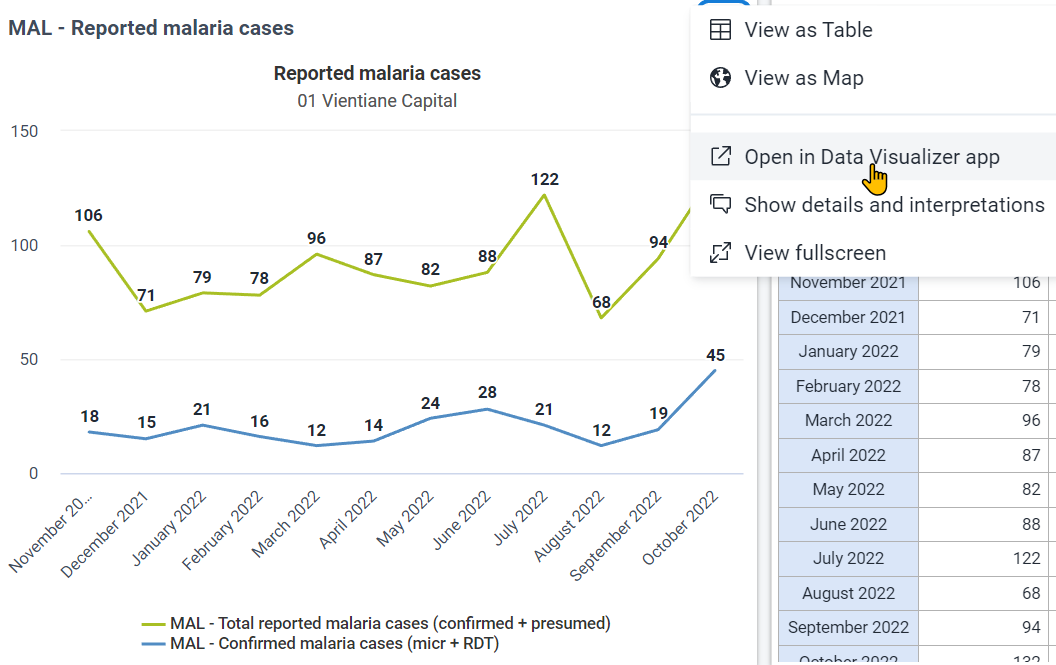 MAL - Reported malaria cases
Reported malaria cases
01 Vientiane Capital
150
100
50
0
106
71
79
78
96
87
82
88
122
68
94
18
15
21
16
12
14
24
28
21
12
19
45
November 20...
December 2021
January 2022
February 2022
March 2022
April 2022
May 2022
June 2022
July 2022
August 2022
September 2022
October 2022
MAL - Total reported malaria cases (confirmed + presumed)
MAL - Confirmed malaria cases (micr + RDT)
View as Table
View as Map
Open in Data Visualizer app
Show details and interpretations
View fullscreen
November 2021 106
December 2021 71
January 2022 79
February 2022 78
March 2022 96
April 2022 87
May 2022 82
June 2022 88
July 2022 122
August 2022 68
September 2022 94
October 2022 132